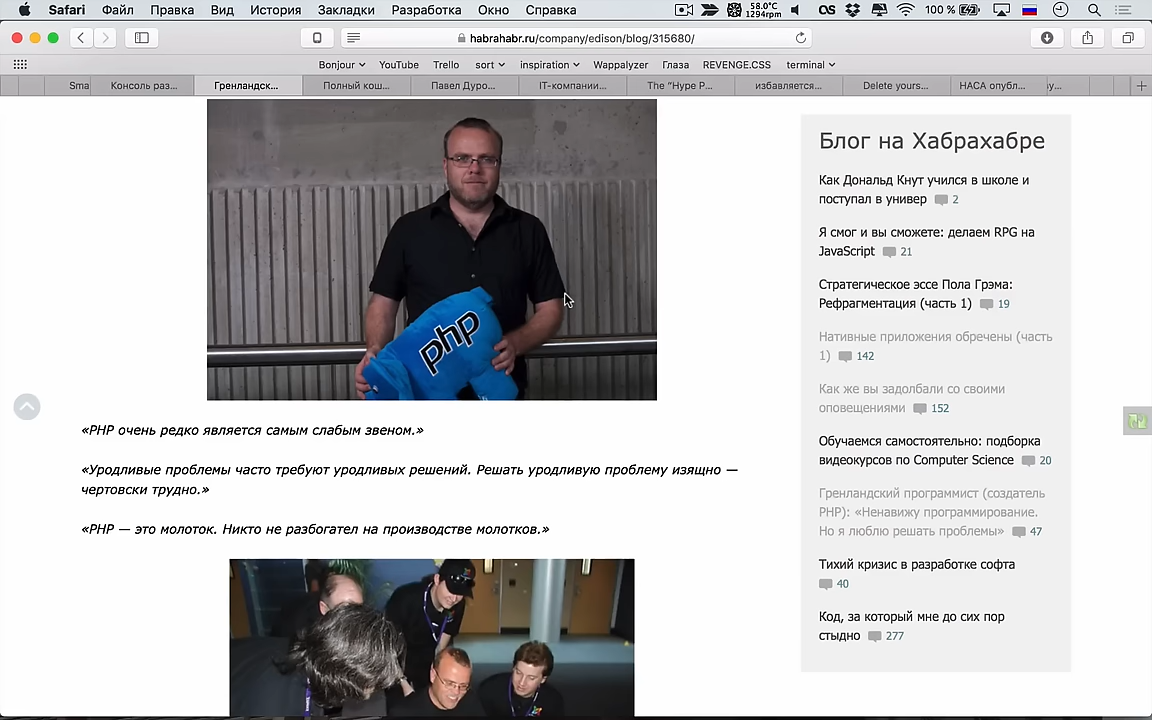 Safari Файл Правка Вид История Закладки Разработка Окно Справка 58.0°C 1294rpm 100 %
habrahabr.ru/company/edison/blog/315680/
Bonjour YouTube Trello sort inspiration Wappalyzer Глаза REVENGE.CSS terminal
Sma Консоль раз... Гренландск... Полный кош... Павел Дуро... IT-компании... The “Hype P... избавляется... Delete yours... НАСА опубл... у...
php
«PHP очень редко является самым слабым звеном.»
«Уродливые проблемы часто требуют уродливых решений. Решать уродливую проблему изящно —
чертовски трудно.»
«PHP — это молоток. Никто не разбогател на производстве молотков.»
Блог на Хабрахабре
Как Дональд Кнут учился в школе и
поступал в универ 2
Я смог и вы сможете: делаем RPG на
JavaScript 21
Стратегическое эссе Пола Грэма:
Рефрагментация (часть 1) 19
Нативные приложения обречены (часть
1) 142
Как же вы задолбали со своими
оповещениями 152
Обучаемся самостоятельно: подборка
видеокурсов по Computer Science 20
Гренландский программист (создатель
PHP): «Ненавижу программирование.
Но я люблю решать проблемы» 47
Тихий кризис в разработке софта
40
Код, за который мне до сих пор
стыдно 277